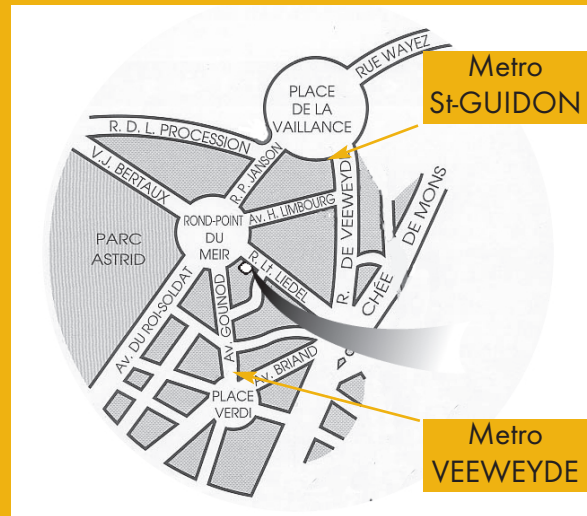 RUE WAYEZ
Metro
St-GUIDON
PLACE
DE LA
VAILLANCE
R. D. L. PROCESSION
V.J. BERTAUX
R. P. JANSON
Av. H. LIMBOURG
R. DE VEEWEYDE
CHÉE DE MONS
ROND-POINT
DU
MEIR
PARC
ASTRID
R. Lt. LIEDEL
Av. DU ROI-SOLDAT
AV. GOUNOD
Av. BRIAND
PLACE
VERDI
Metro
VEEWEYDE